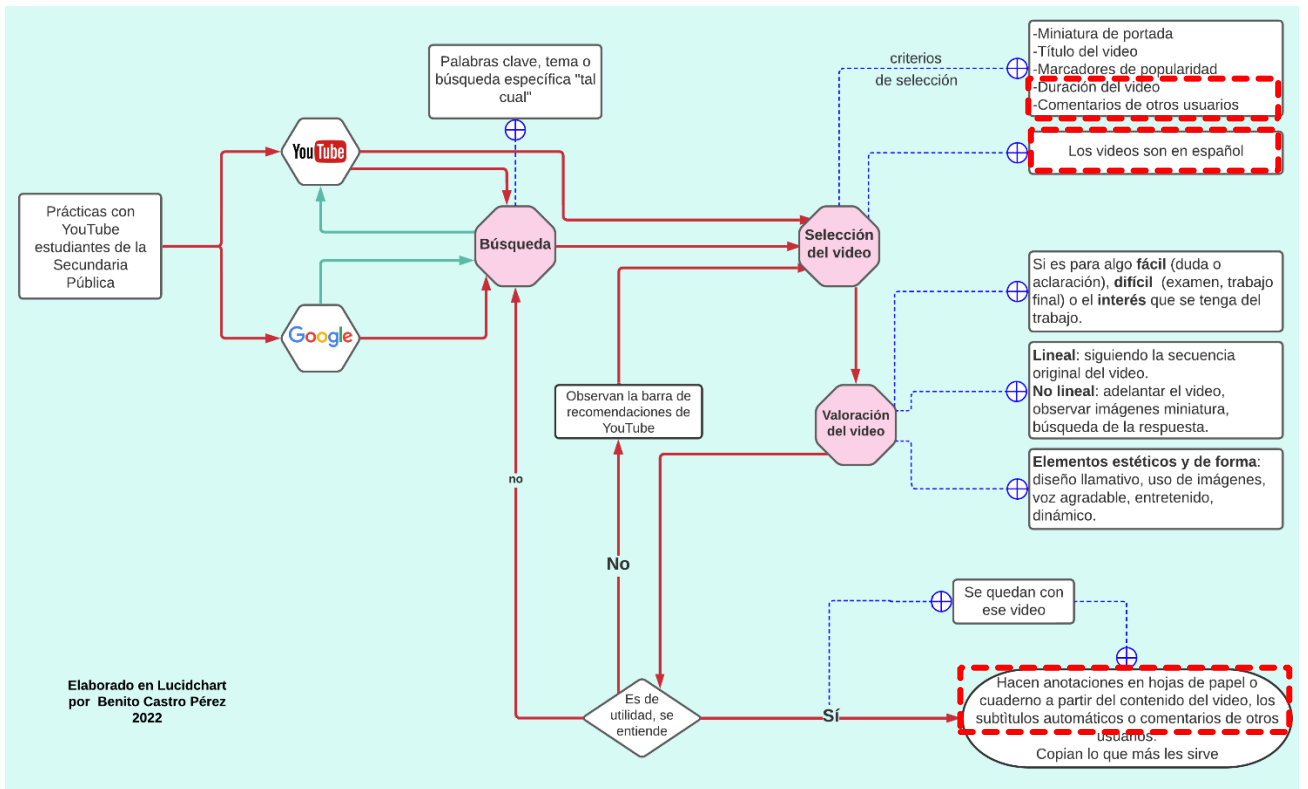 Palabras clave, tema o
búsqueda específica "tal
cual"
criterios
de selección
-Miniatura de portada
-Título del video
-Marcadores de popularidad
-Duración del video
-Comentarios de otros usuarios
Los videos son en español
YouTube
Prácticas con
YouTube
estudiantes de la
Secundaria
Pública
Búsqueda
Selección
del video
Google
Si es para algo fácil (duda o
aclaración), difícil (examen, trabajo
final) o el interés que se tenga del
trabajo.
Lineal: siguiendo la secuencia
original del video.
No lineal: adelantar el video,
observar imágenes miniatura,
búsqueda de la respuesta.
Observan la barra de
recomendaciones de
YouTube
Valoración
del video
Elementos estéticos y de forma:
diseño llamativo, uso de imágenes,
voz agradable, entretenido,
dinámico.
no
No
Se quedan con
ese video
Es de
utilidad, se
entiende
Sí
Hacen anotaciones en hojas de papel o
cuaderno a partir del contenido del video, los
subtìtulos automáticos o comentarios de otros
usuarios.
Copian lo que más les sirve
Elaborado en Lucidchart
por Benito Castro Pérez
2022